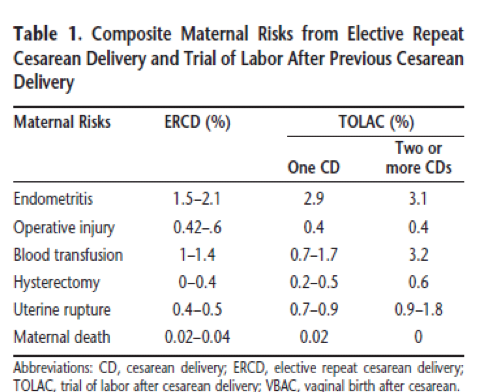 Table 1. Composite Maternal Risks from Elective Repeat
Cesarean Delivery and Trial of Labor After Previous Cesarean
Delivery
Maternal Risks ERCD (%) TOLAC (%)
One CD Two or more CDs
Endometritis 1.5–2.1 2.9 3.1
Operative injury 0.42–.6 0.4 0.4
Blood transfusion 1–1.4 0.7–1.7 3.2
Hysterectomy 0–0.4 0.2–0.5 0.6
Uterine rupture 0.4–0.5 0.7–0.9 0.9–1.8
Maternal death 0.02–0.04 0.02 0
Abbreviations: CD, cesarean delivery; ERCD, elective repeat cesarean delivery;
TOLAC, trial of labor after cesarean delivery; VBAC, vaginal birth after cesarean.